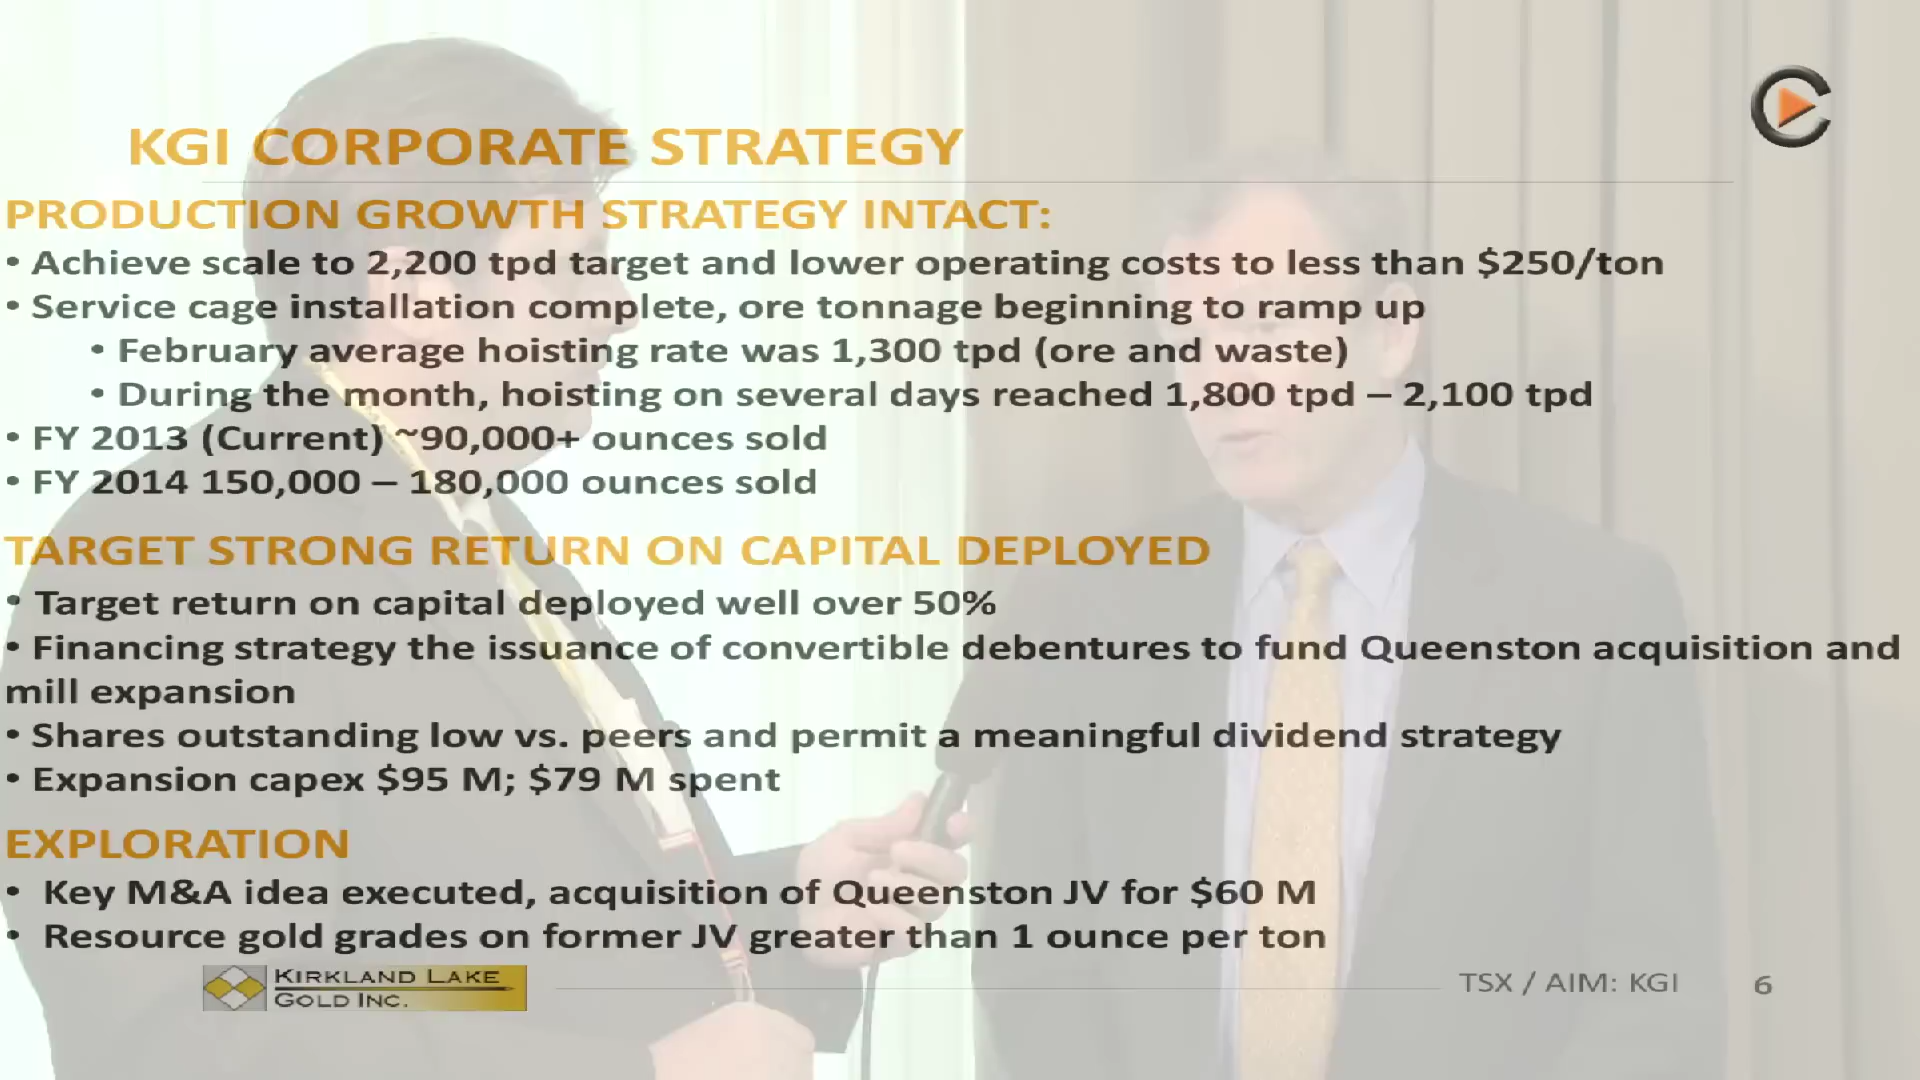 KGI CORPORATE STRATEGY
PRODUCTION GROWTH STRATEGY INTACT:
• Achieve scale to 2,200 tpd target and lower operating costs to less than $250/ton
• Service cage installation complete, ore tonnage beginning to ramp up
• February average hoisting rate was 1,300 tpd (ore and waste)
• During the month, hoisting on several days reached 1,800 tpd – 2,100 tpd
• FY 2013 (Current) ~90,000+ ounces sold
• FY 2014 150,000 – 180,000 ounces sold
TARGET STRONG RETURN ON CAPITAL DEPLOYED
• Target return on capital deployed well over 50%
• Financing strategy the issuance of convertible debentures to fund Queenston acquisition and
mill expansion
• Shares outstanding low vs. peers and permit a meaningful dividend strategy
• Expansion capex $95 M; $79 M spent
EXPLORATION
• Key M&A idea executed, acquisition of Queenston JV for $60 M
• Resource gold grades on former JV greater than 1 ounce per ton
KIRKLAND LAKE
GOLD INC.
TSX / AIM: KGI 6